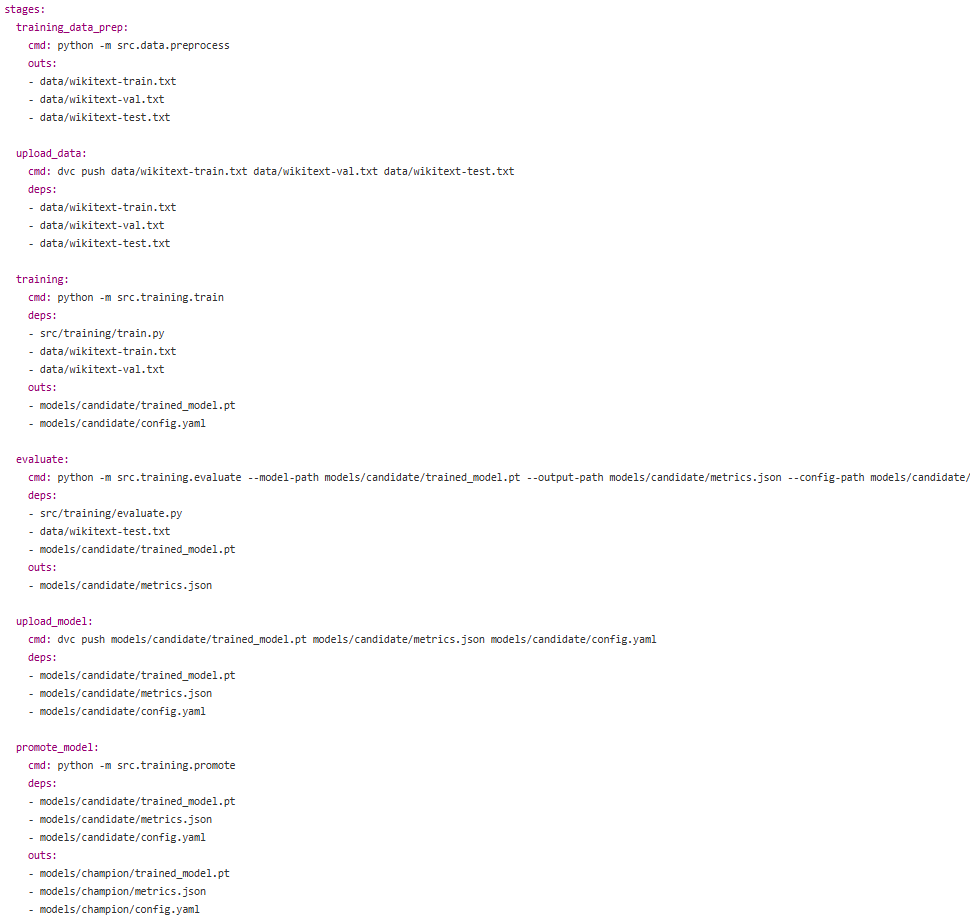 stages:
  training_data_prep:
    cmd: python -m src.data.preprocess
    outs:
    - data/wikitext-train.txt
    - data/wikitext-val.txt
    - data/wikitext-test.txt

  upload_data:
    cmd: dvc push data/wikitext-train.txt data/wikitext-val.txt data/wikitext-test.txt
    deps:
    - data/wikitext-train.txt
    - data/wikitext-val.txt
    - data/wikitext-test.txt

  training:
    cmd: python -m src.training.train
    deps:
    - src/training/train.py
    - data/wikitext-train.txt
    - data/wikitext-val.txt
    outs:
    - models/candidate/trained_model.pt
    - models/candidate/config.yaml

  evaluate:
    cmd: python -m src.training.evaluate --model-path models/candidate/trained_model.pt --output-path models/candidate/metrics.json --config-path models/candidate/
    deps:
    - src/training/evaluate.py
    - data/wikitext-test.txt
    - models/candidate/trained_model.pt
    outs:
    - models/candidate/metrics.json

  upload_model:
    cmd: dvc push models/candidate/trained_model.pt models/candidate/metrics.json models/candidate/config.yaml
    deps:
    - models/candidate/trained_model.pt
    - models/candidate/metrics.json
    - models/candidate/config.yaml

  promote_model:
    cmd: python -m src.training.promote
    deps:
    - models/candidate/trained_model.pt
    - models/candidate/metrics.json
    - models/candidate/config.yaml
    outs:
    - models/champion/trained_model.pt
    - models/champion/metrics.json
    - models/champion/config.yaml